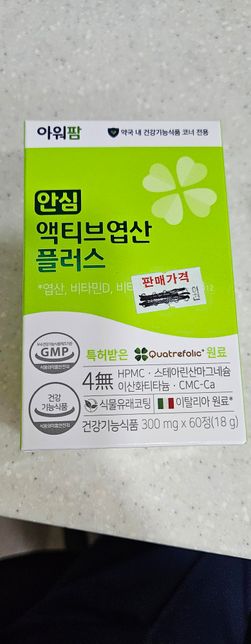 아워팜
약국 내 건강기능식품 코너 전용
안심
액티브엽산
플러스
판매가격
원
*엽산, 비타민D, 비타
12
GMP
특허받은 Quatrefolic® 원료
4無 HPMC · 스테아린산마그네슘
이산화티타늄 · CMC-Ca
건강
기능식품
식물유래코팅 이탈리아 원료*
건강기능식품 300 mg x 60정(18 g)